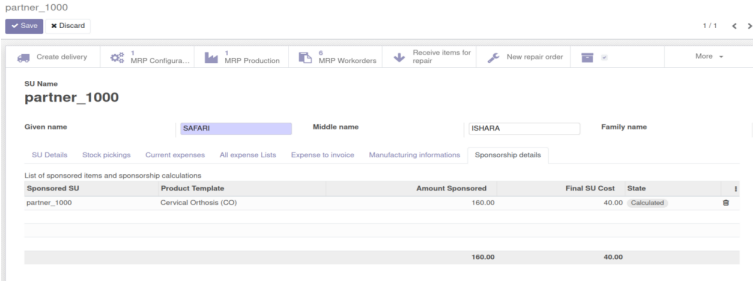 partner_1000
Save Discard
1 / 1
Create delivery
1
MRP Configura...
1
MRP Production
6
MRP Workorders
Receive items for
repair
New repair order
More
SU Name
partner_1000
Given name SAFARI Middle name ISHARA Family name
SU Details Stock pickings Current expenses All expense Lists Expense to invoice Manufacturing informations Sponsorship details
List of sponsored items and sponsorship calculations
Sponsored SU Product Template Amount Sponsored Final SU Cost State
partner_1000 Cervical Orthosis (CO) 160.00 40.00 Calculated
160.00 40.00